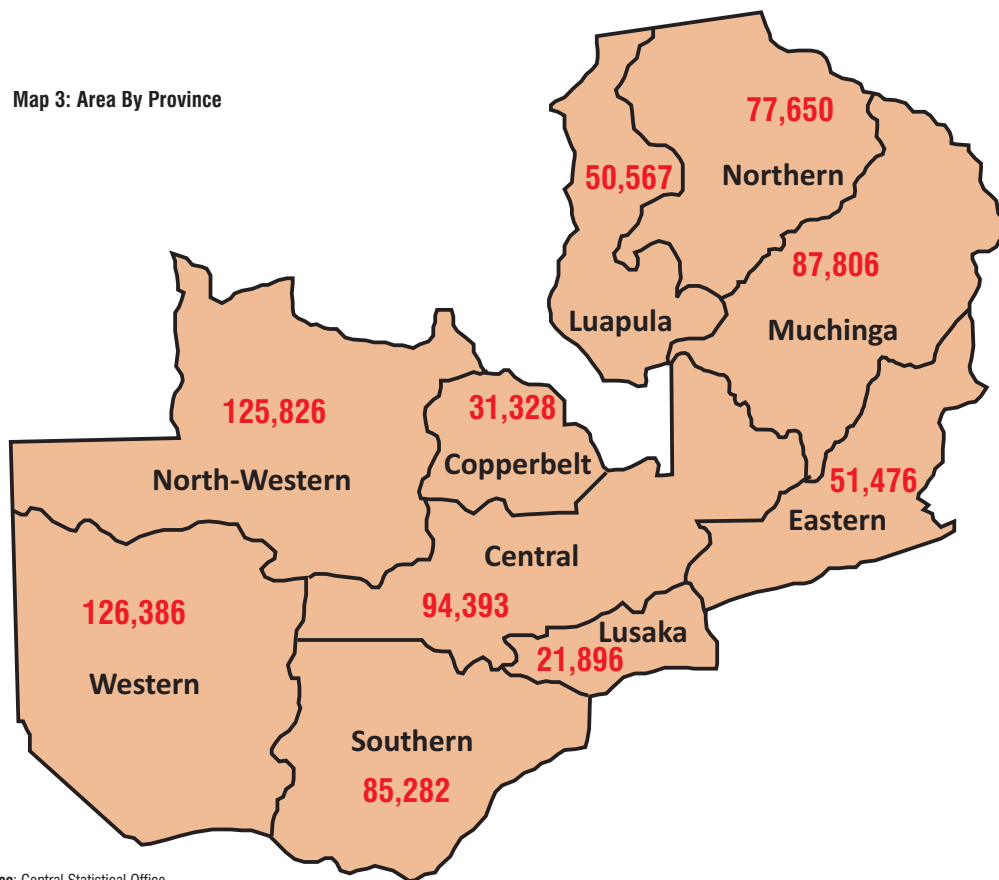 Map 3: Area By Province
77,650
Northern
50,567
Luapula
87,806
Muchinga
125,826
North-Western
31,328
Copperbelt
51,476
Eastern
Central
94,393
126,386
Western
Lusaka
21,896
Southern
85,282
: Central Statistical Office